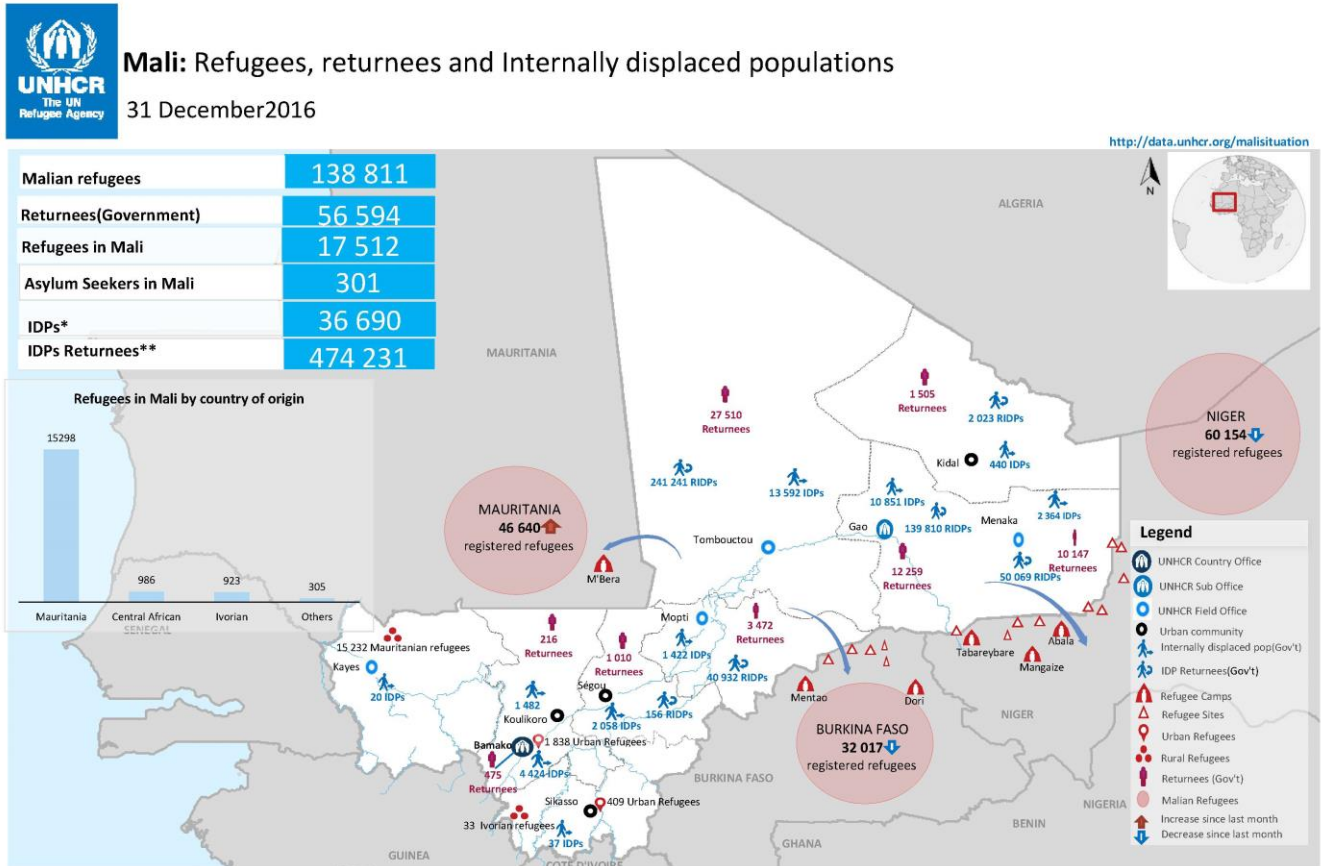 UNHCR
The UN
Refugee Agency
Mali: Refugees, returnees and Internally displaced populations
31 December2016
http://data.unhcr.org/malisituation
Malian refugees 138 811
Returnees(Government) 56 594
Refugees in Mali 17 512
Asylum Seekers in Mali 301
IDPs* 36 690
IDPs Returnees** 474 231
Refugees in Mali by country of origin
15298
986
923
305
Mauritania
Central African
Ivorian
Others
SENEGAL
MAURITANIA
ALGERIA
N
MAURITANIA
46 640
registered refugees
M'Bera
NIGER
60 154
registered refugees
27 510
Returnees
1 505
Returnees
2 023 RIDPs
Kidal
440 IDPs
241 241 RIDPs
13 592 IDPs
10 851 IDPs
139 810 RIDPs
Gao
Menaka
2 364 IDPs
10 147
Returnees
50 069 RIDPs
12 259
Returnees
Tombouctou
Mopti
1 422 IDPs
3 472
Returnees
40 932 RIDPs
216
Returnees
1 010
Returnees
15 232 Mauritanian refugees
Kayes
20 IDPs
1 482
Koulikoro
Ségou
2 058 IDPs
156 RIDPs
Bamako
1 838 Urban Refugees
475
Returnees
4 424 IDPs
Sikasso
409 Urban Refugees
33 Ivorian refugees
37 IDPs
Mentao
Dori
Tabareybare
Mangaize
Abala
BURKINA FASO
32 017
registered refugees
BURKINA FASO
NIGER
NIGERIA
BENIN
GHANA
GUINEA
COTE D'IVOIRE
Legend
UNHCR Country Office
UNHCR Sub Office
UNHCR Field Office
Urban community
Internally displaced pop(Gov't)
IDP Returnees(Gov't)
Refugee Camps
Refugee Sites
Urban Refugees
Rural Refugees
Returnees (Gov't)
Malian Refugees
Increase since last month
Decrease since last month